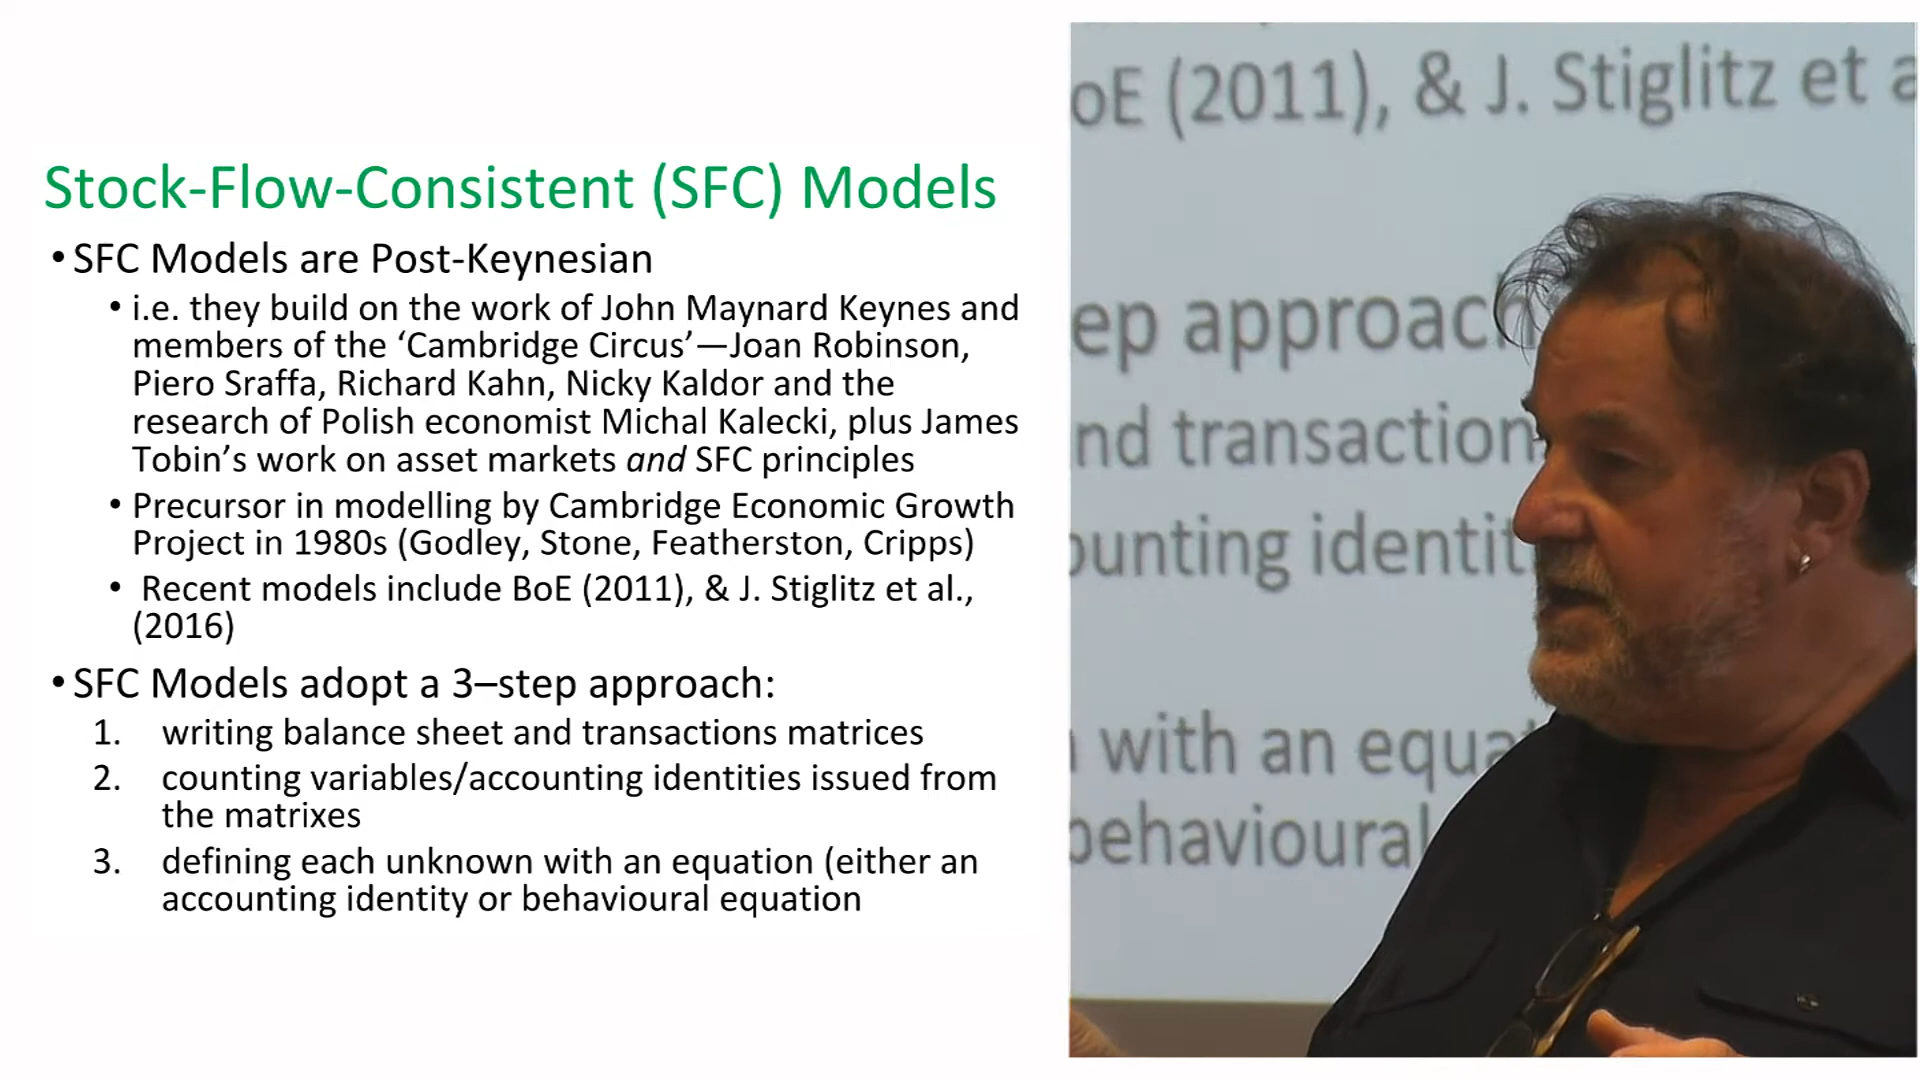 Stock-Flow-Consistent (SFC) Models
• SFC Models are Post-Keynesian
• i.e. they build on the work of John Maynard Keynes and
members of the ‘Cambridge Circus’—Joan Robinson,
Piero Sraffa, Richard Kahn, Nicky Kaldor and the
research of Polish economist Michal Kalecki, plus James
Tobin’s work on asset markets and SFC principles
• Precursor in modelling by Cambridge Economic Growth
Project in 1980s (Godley, Stone, Featherston, Cripps)
• Recent models include BoE (2011), & J. Stiglitz et al.,
(2016)
• SFC Models adopt a 3–step approach:
1. writing balance sheet and transactions matrices
2. counting variables/accounting identities issued from
the matrixes
3. defining each unknown with an equation (either an
accounting identity or behavioural equation
oE (2011), & J. Stiglitz et a
ep approach
nd transaction
ounting identit
with an equa
behavioural